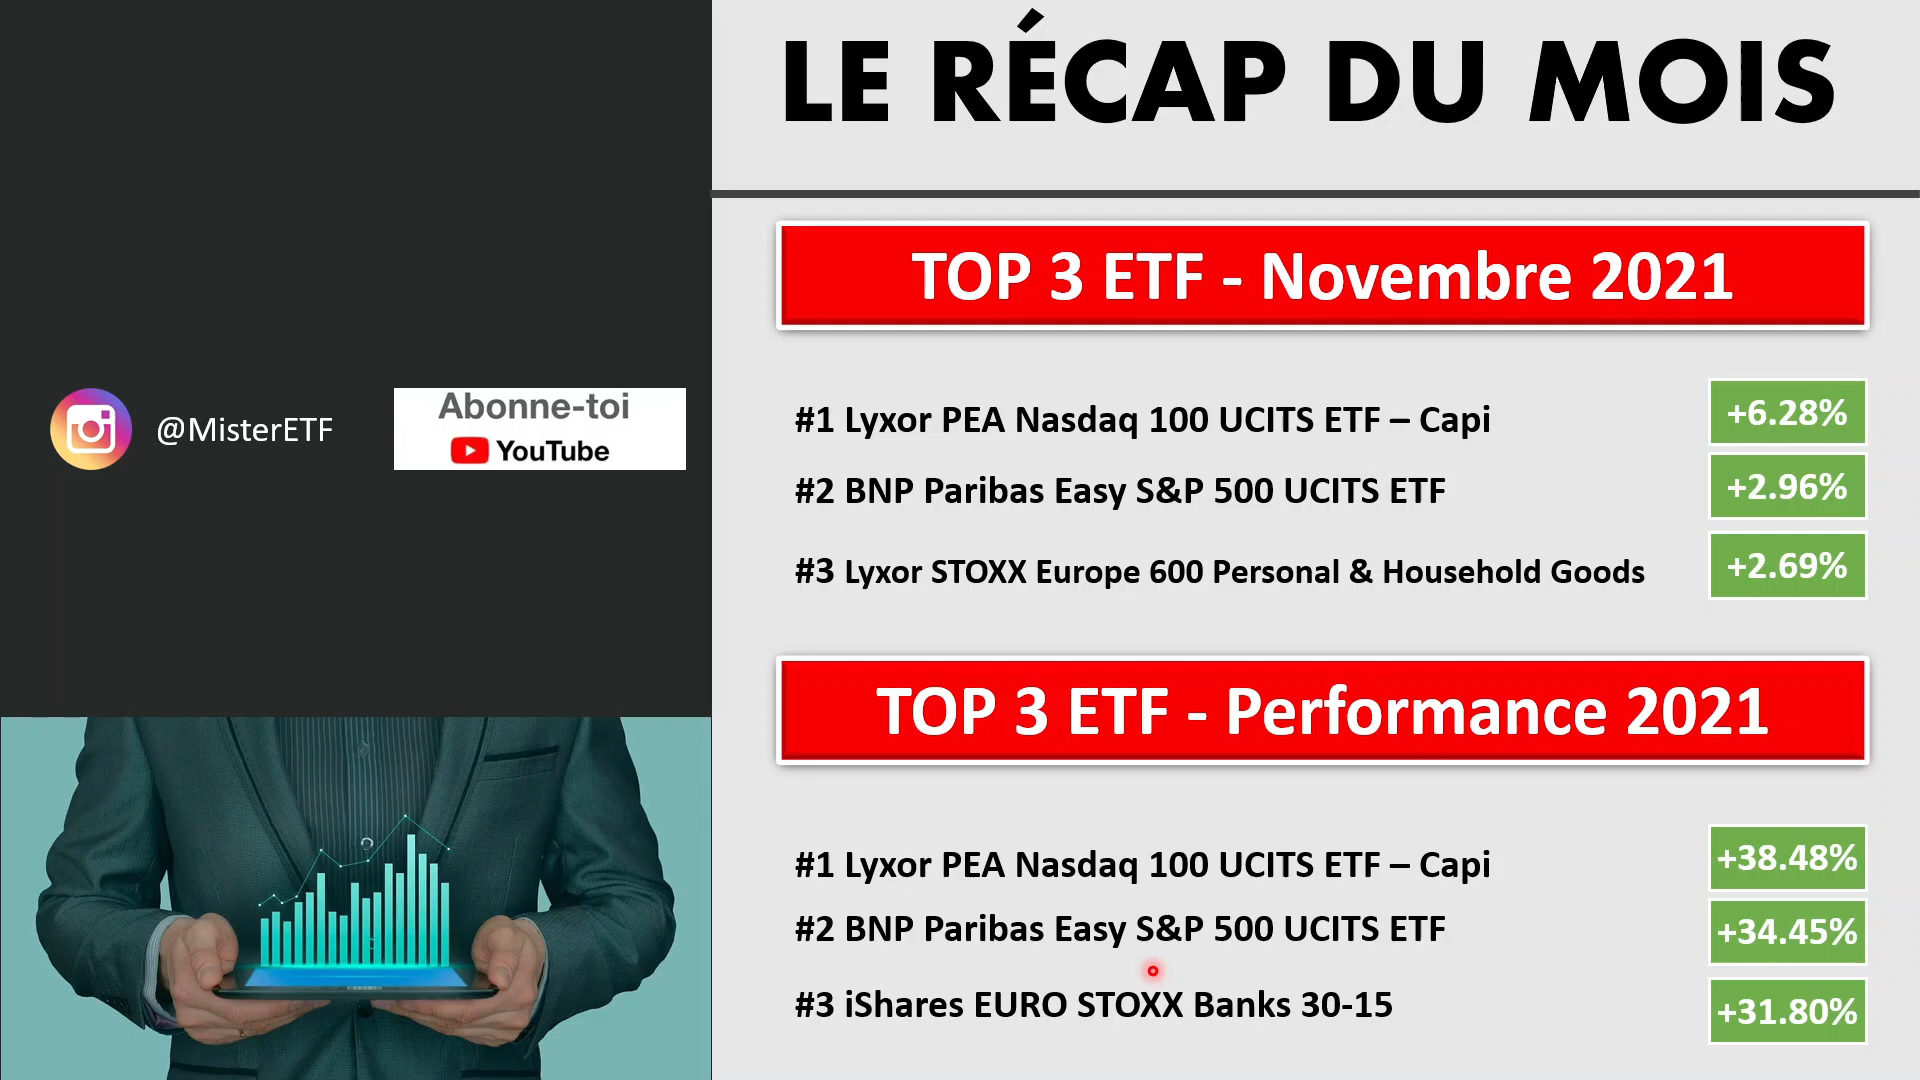 LE RÉCAP DU MOIS
@MisterETF
Abonne-toi
YouTube
TOP 3 ETF - Novembre 2021
#1 Lyxor PEA Nasdaq 100 UCITS ETF – Capi
+6.28%
#2 BNP Paribas Easy S&P 500 UCITS ETF
+2.96%
#3 Lyxor STOXX Europe 600 Personal & Household Goods
+2.69%
TOP 3 ETF - Performance 2021
#1 Lyxor PEA Nasdaq 100 UCITS ETF – Capi
+38.48%
#2 BNP Paribas Easy S&P 500 UCITS ETF
+34.45%
#3 iShares EURO STOXX Banks 30-15
+31.80%